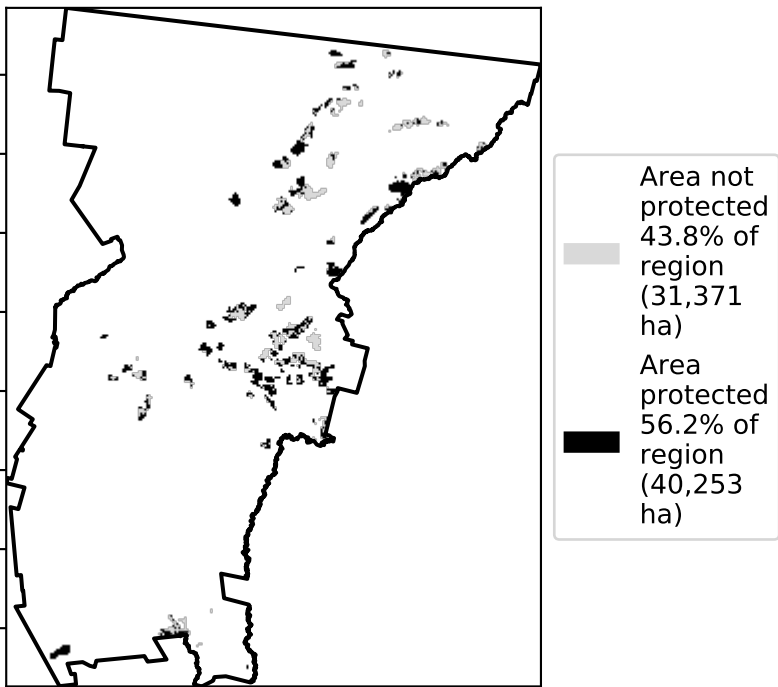 Area not
protected
43.8% of
region
(31,371
ha)
Area
protected
56.2% of
region
(40,253
ha)